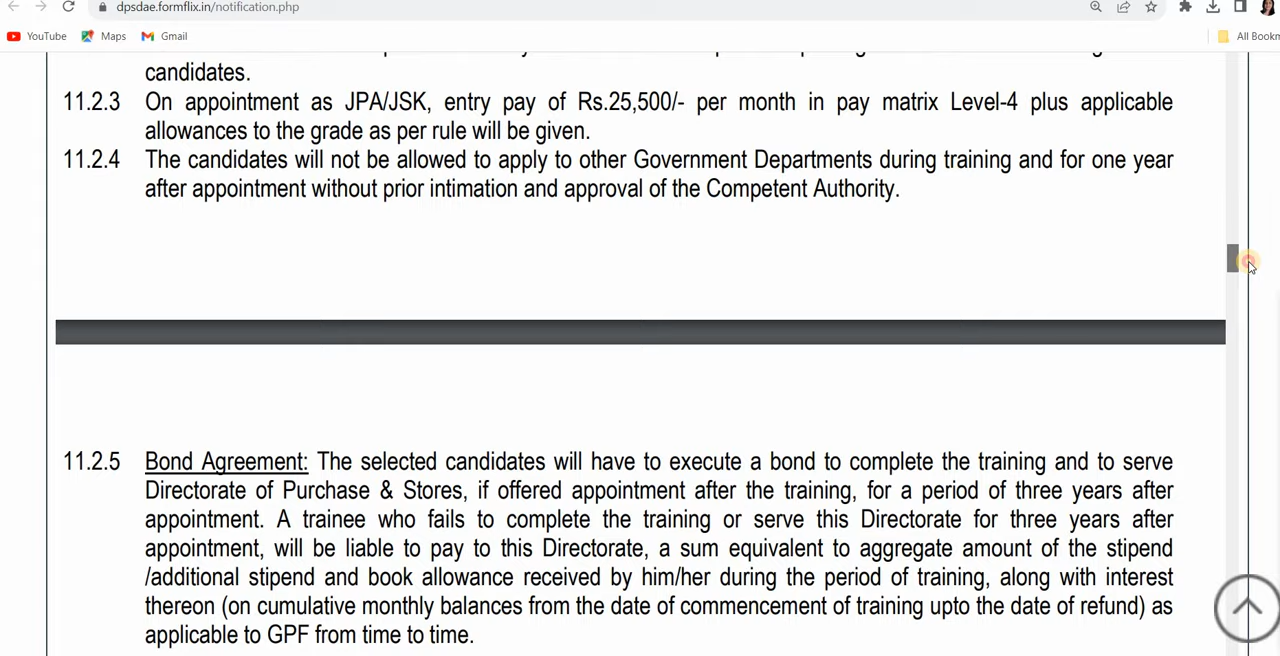 dpsdae.formflix.in/notification.php
YouTube Maps Gmail All Bookm
candidates.
11.2.3 On appointment as JPA/JSK, entry pay of Rs.25,500/- per month in pay matrix Level-4 plus applicable
allowances to the grade as per rule will be given.
11.2.4 The candidates will not be allowed to apply to other Government Departments during training and for one year
after appointment without prior intimation and approval of the Competent Authority.
11.2.5 Bond Agreement: The selected candidates will have to execute a bond to complete the training and to serve
Directorate of Purchase & Stores, if offered appointment after the training, for a period of three years after
appointment. A trainee who fails to complete the training or serve this Directorate for three years after
appointment, will be liable to pay to this Directorate, a sum equivalent to aggregate amount of the stipend
/additional stipend and book allowance received by him/her during the period of training, along with interest
thereon (on cumulative monthly balances from the date of commencement of training upto the date of refund) as
applicable to GPF from time to time.